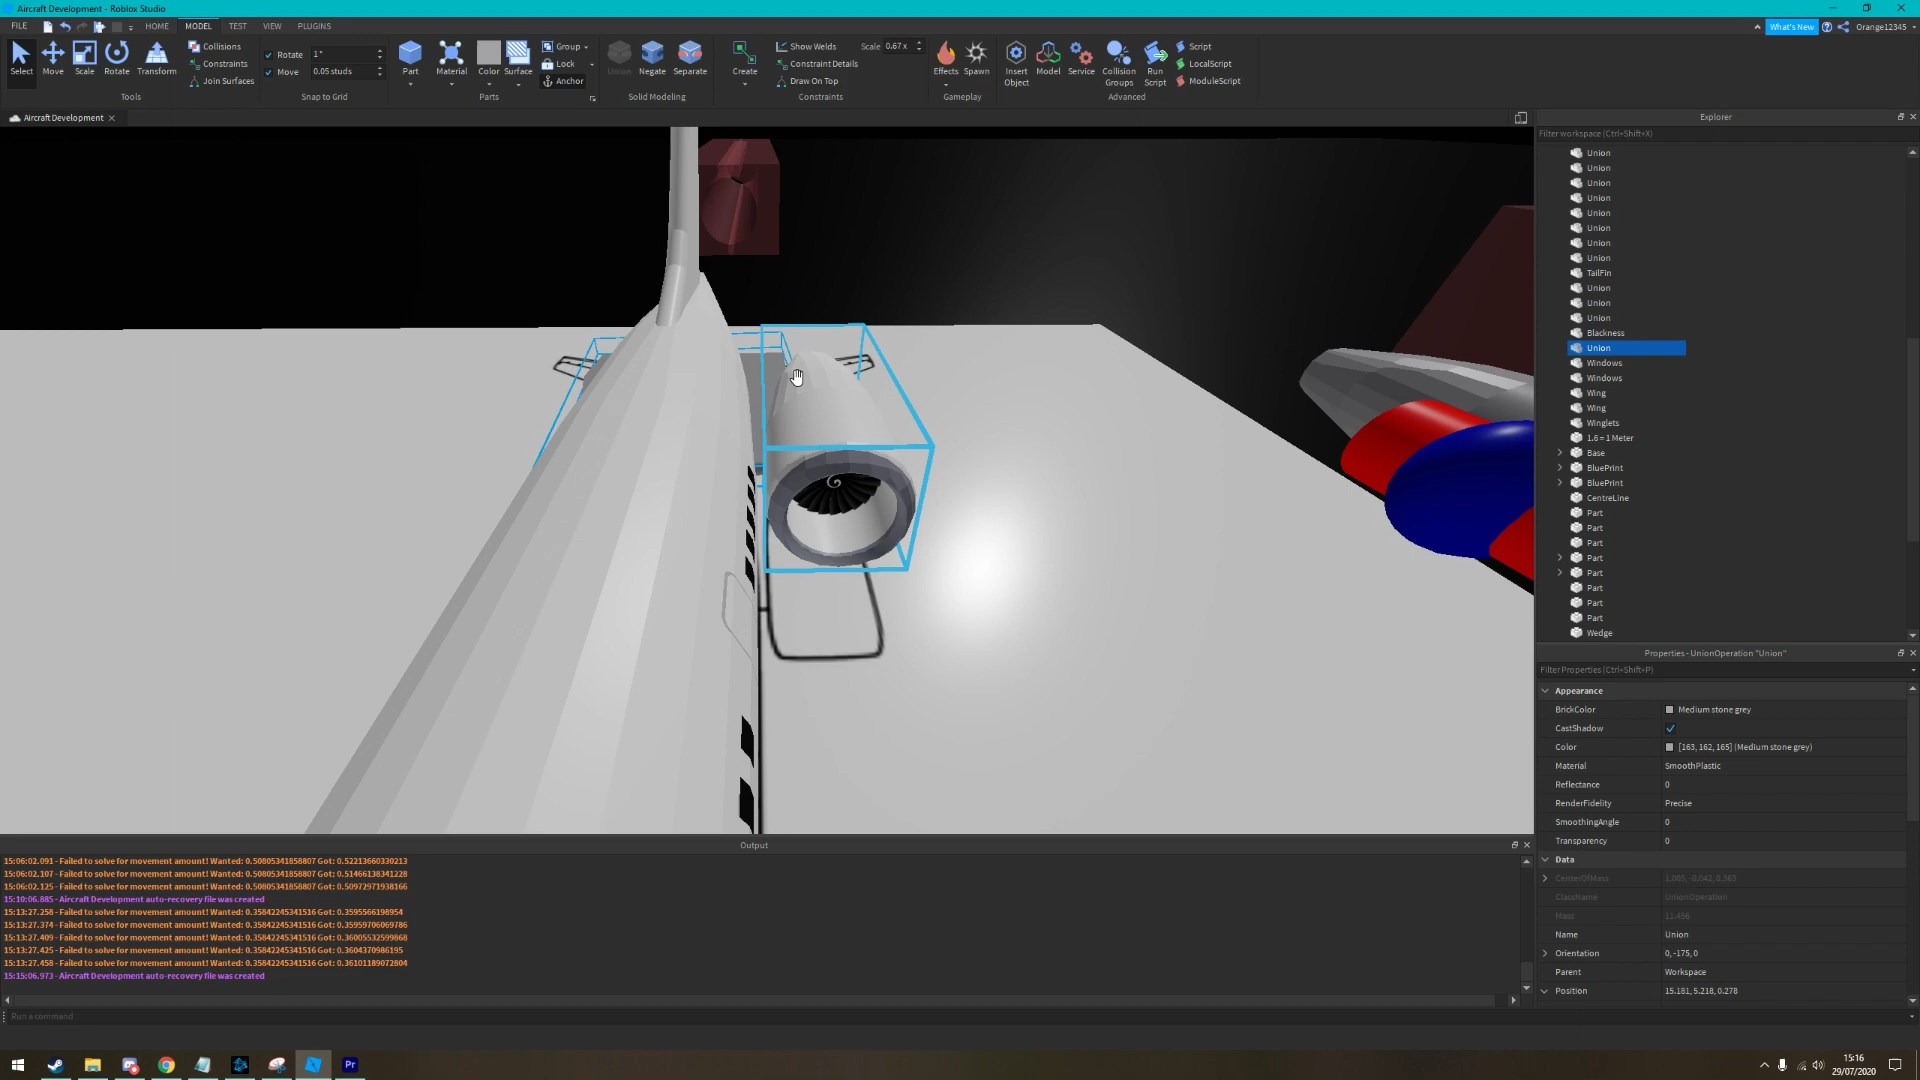 Aircraft Development - Roblox Studio
FILE HOME MODEL TEST VIEW PLUGINS What's New Orange12345
Select Move Scale Rotate Transform
Collisions
Constraints
Join Surfaces
Tools
Rotate 1°
Move 0.05 studs
Snap to Grid
Part Material Color Surface
Group
Lock
Anchor
Parts
Union Negate Separate
Solid Modeling
Create
Show Welds Scale 0.67 x
Constraint Details
Draw On Top
Constraints
Effects Spawn
Gameplay
Insert Object
Model
Service
Collision Groups
Run Script
Script
LocalScript
ModuleScript
Advanced
Aircraft Development
Explorer
Filter workspace (Ctrl+Shift+X)
Union
Union
Union
Union
Union
Union
Union
Union
TailFin
Union
Union
Union
Blackness
Union
Windows
Windows
Wing
Wing
Winglets
1.6 = 1 Meter
Base
BluePrint
BluePrint
CentreLine
Part
Part
Part
Part
Part
Part
Part
Part
Wedge
Properties - UnionOperation "Union"
Filter Properties (Ctrl+Shift+P)
Appearance
BrickColor Medium stone grey
CastShadow
Color [163, 162, 165] (Medium stone grey)
Material SmoothPlastic
Reflectance 0
RenderFidelity Precise
SmoothingAngle 0
Transparency 0
Data
CenterOfMass 1.005, -0.042, 0.363
ClassName UnionOperation
Mass 11.456
Name Union
Orientation 0, -175, 0
Parent Workspace
Position 15.181, 5.218, 0.278
Output
15:06:02.091 - Failed to solve for movement amount! Wanted: 0.50805341858807 Got: 0.52213660330213
15:06:02.107 - Failed to solve for movement amount! Wanted: 0.50805341858807 Got: 0.51466138341228
15:06:02.125 - Failed to solve for movement amount! Wanted: 0.50805341858807 Got: 0.50972971938166
15:10:06.885 - Aircraft Development auto-recovery file was created
15:13:27.258 - Failed to solve for movement amount! Wanted: 0.35842245341516 Got: 0.3595566198954
15:13:27.374 - Failed to solve for movement amount! Wanted: 0.35842245341516 Got: 0.35959706069786
15:13:27.409 - Failed to solve for movement amount! Wanted: 0.35842245341516 Got: 0.36005532599868
15:13:27.425 - Failed to solve for movement amount! Wanted: 0.35842245341516 Got: 0.3604370986195
15:13:27.458 - Failed to solve for movement amount! Wanted: 0.35842245341516 Got: 0.36101189072804
15:15:06.973 - Aircraft Development auto-recovery file was created
Run a command
Pr
15:16
29/07/2020